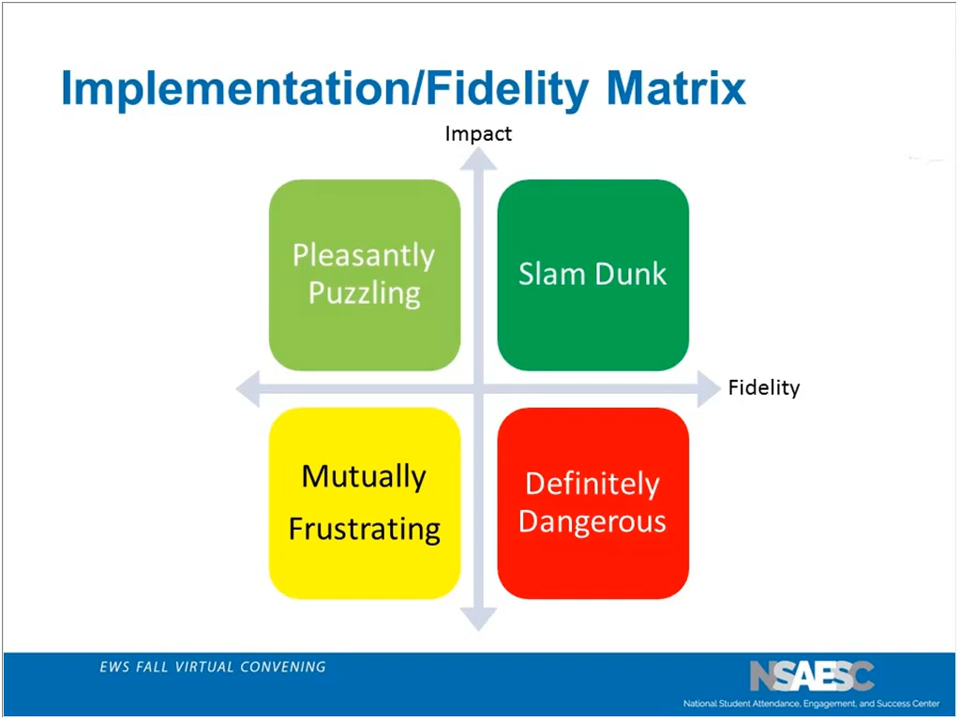 Implementation/Fidelity Matrix
Impact
Pleasantly
Puzzling
Slam Dunk
Fidelity
Mutually
Frustrating
Definitely
Dangerous
EWS FALL VIRTUAL CONVENING
NSAESC
National Student Attendance, Engagement, and Success Center